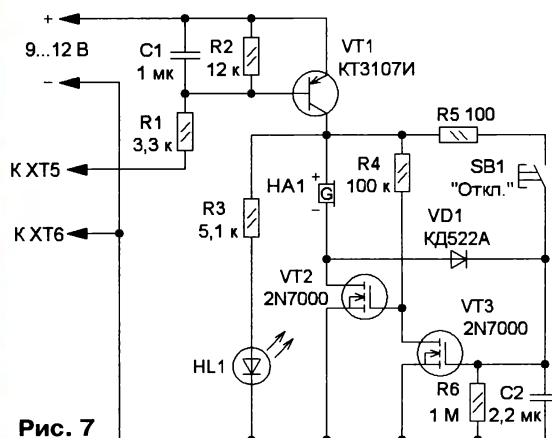 +
9...12 В
−
C1
1 мк
R2
12 к
VT1
КТ3107И
R1
3,3 к
К XT5
К XT6
R5 100
R4
100 к
SB1
"Откл."
HA1
+
G
−
R3
5,1 к
VD1
КД522А
VT2
2N7000
VT3
2N7000
HL1
R6
1 М
C2
2,2 мк
Рис. 7